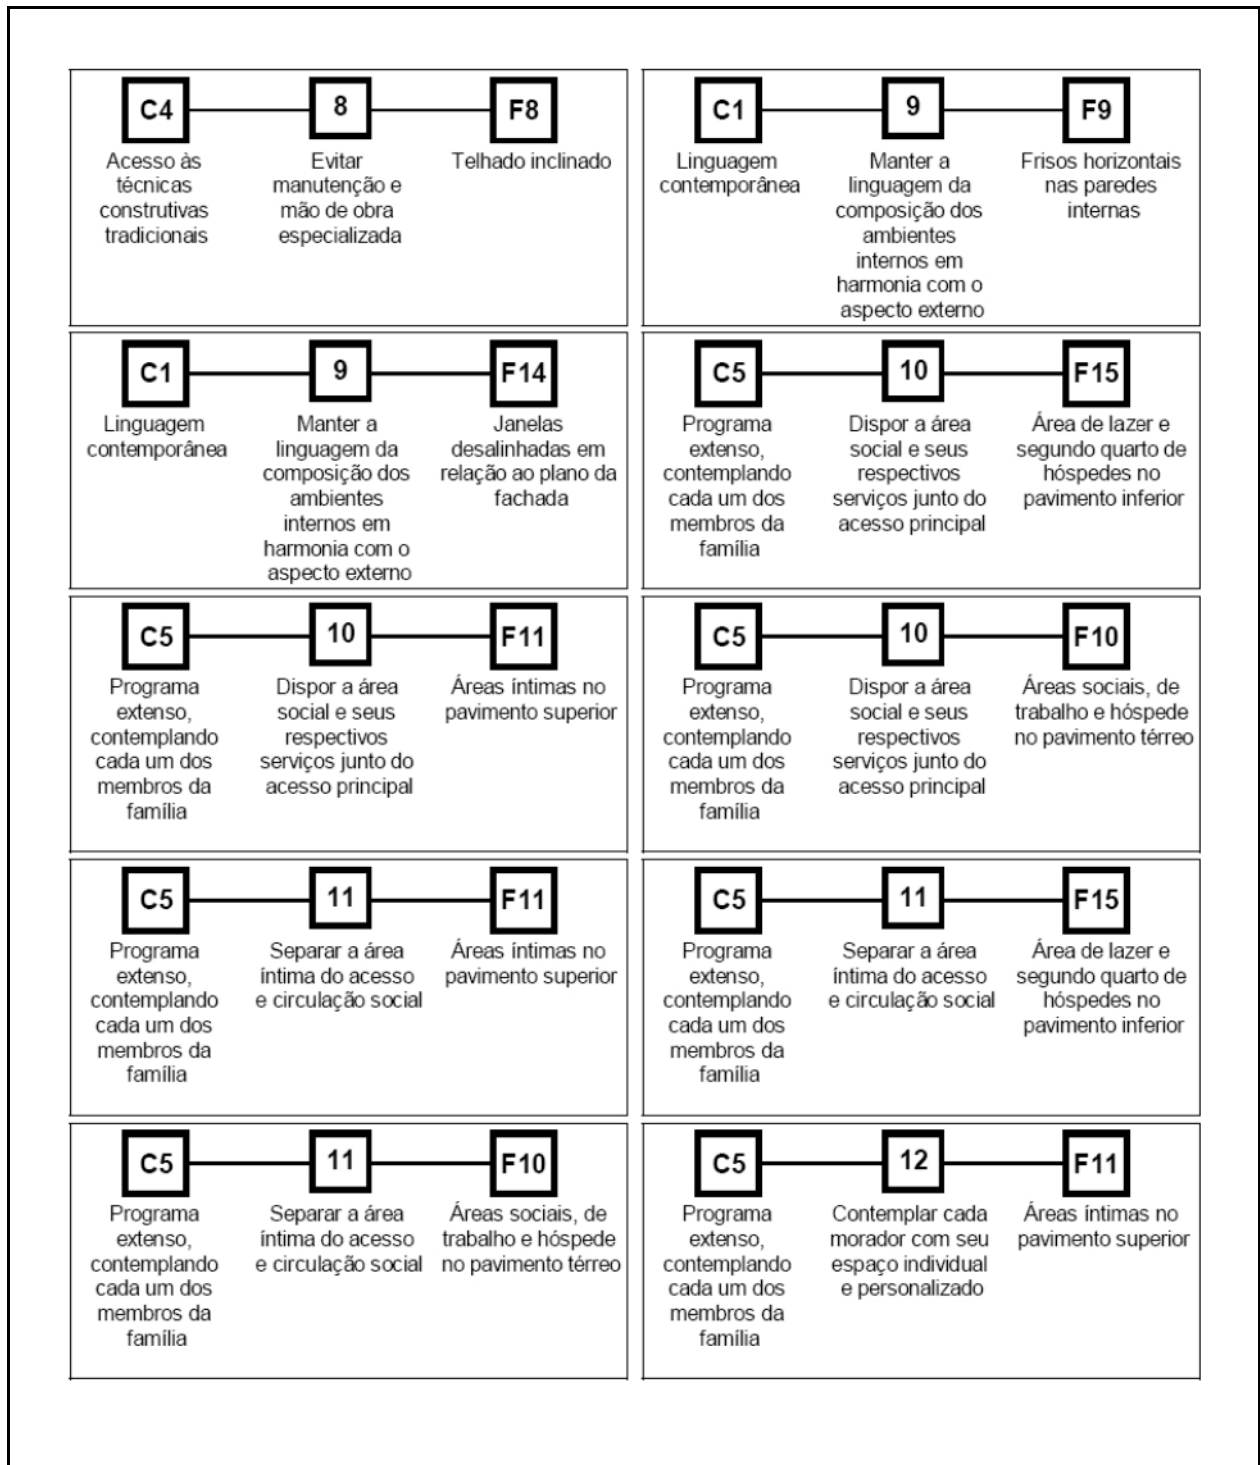 C4
8
F8
Acesso às
técnicas
construtivas
tradicionais
Evitar
manutenção e
mão de obra
especializada
Telhado inclinado
C1
9
F9
Linguagem
contemporânea
Manter a
linguagem da
composição dos
ambientes
internos em
harmonia com o
aspecto externo
Frisos horizontais
nas paredes
internas
C1
9
F14
Linguagem
contemporânea
Manter a
linguagem da
composição dos
ambientes
internos em
harmonia com o
aspecto externo
Janelas
desalinhadas em
relação ao plano da
fachada
C5
10
F15
Programa
extenso,
contemplando
cada um dos
membros da
família
Dispor a área
social e seus
respectivos
serviços junto do
acesso principal
Área de lazer e
segundo quarto de
hóspedes no
pavimento inferior
C5
10
F11
Programa
extenso,
contemplando
cada um dos
membros da
família
Dispor a área
social e seus
respectivos
serviços junto do
acesso principal
Áreas íntimas no
pavimento superior
C5
10
F10
Programa
extenso,
contemplando
cada um dos
membros da
família
Dispor a área
social e seus
respectivos
serviços junto do
acesso principal
Áreas sociais, de
trabalho e hóspede
no pavimento térreo
C5
11
F11
Programa
extenso,
contemplando
cada um dos
membros da
família
Separar a área
íntima do acesso
e circulação social
Áreas íntimas no
pavimento superior
C5
11
F15
Programa
extenso,
contemplando
cada um dos
membros da
família
Separar a área
íntima do acesso
e circulação social
Área de lazer e
segundo quarto de
hóspedes no
pavimento inferior
C5
11
F10
Programa
extenso,
contemplando
cada um dos
membros da
família
Separar a área
íntima do acesso
e circulação social
Áreas sociais, de
trabalho e hóspede
no pavimento térreo
C5
12
F11
Programa
extenso,
contemplando
cada um dos
membros da
família
Contemplar cada
morador com seu
espaço individual
e personalizado
Áreas íntimas no
pavimento superior